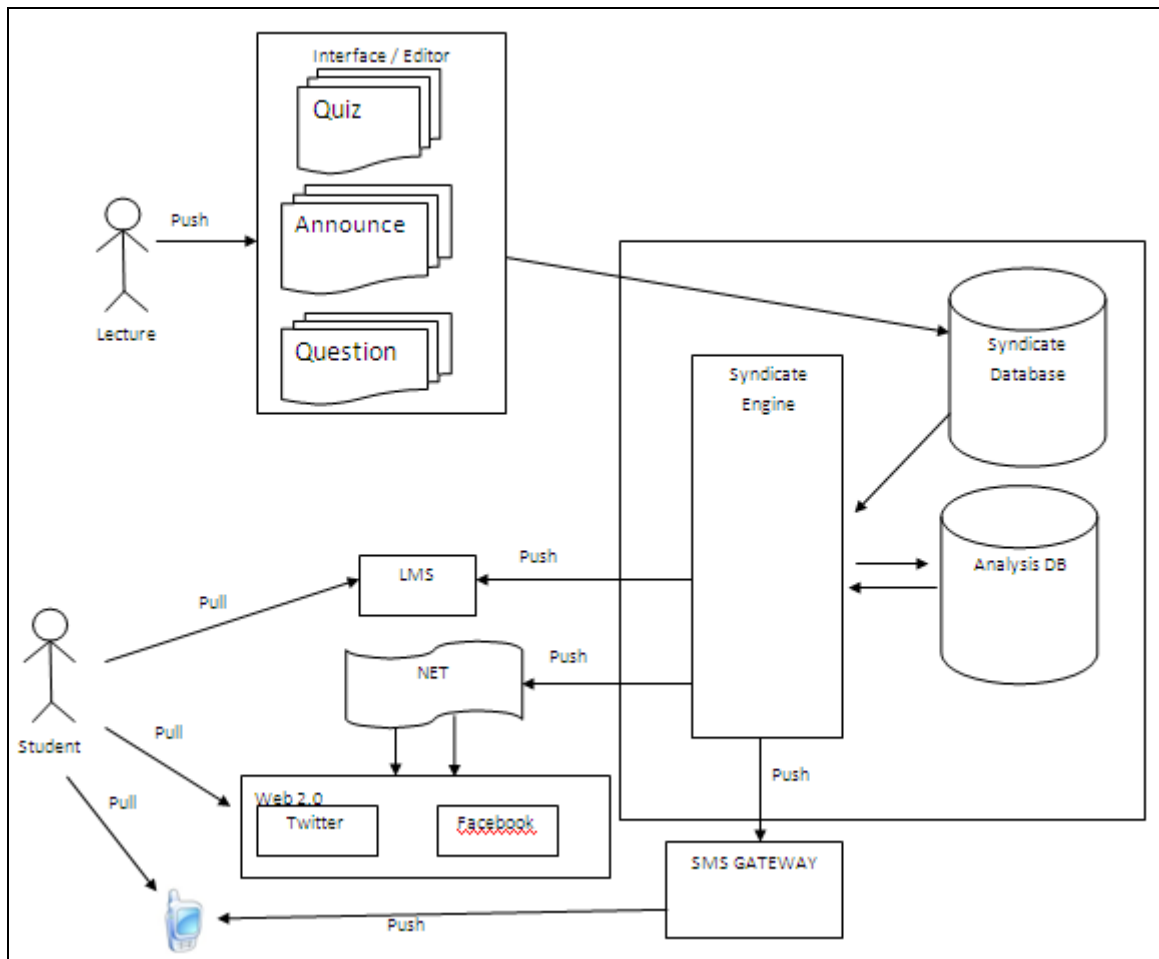 Interface / Editor
Quiz
Push
Announce
Lecture
Question
Syndicate
Database
Syndicate
Engine
Push
LMS
Analysis DB
Pull
Push
NET
Student
Pull
Push
Pull
Web 2.0
Twitter
Facebook
SMS GATEWAY
Push